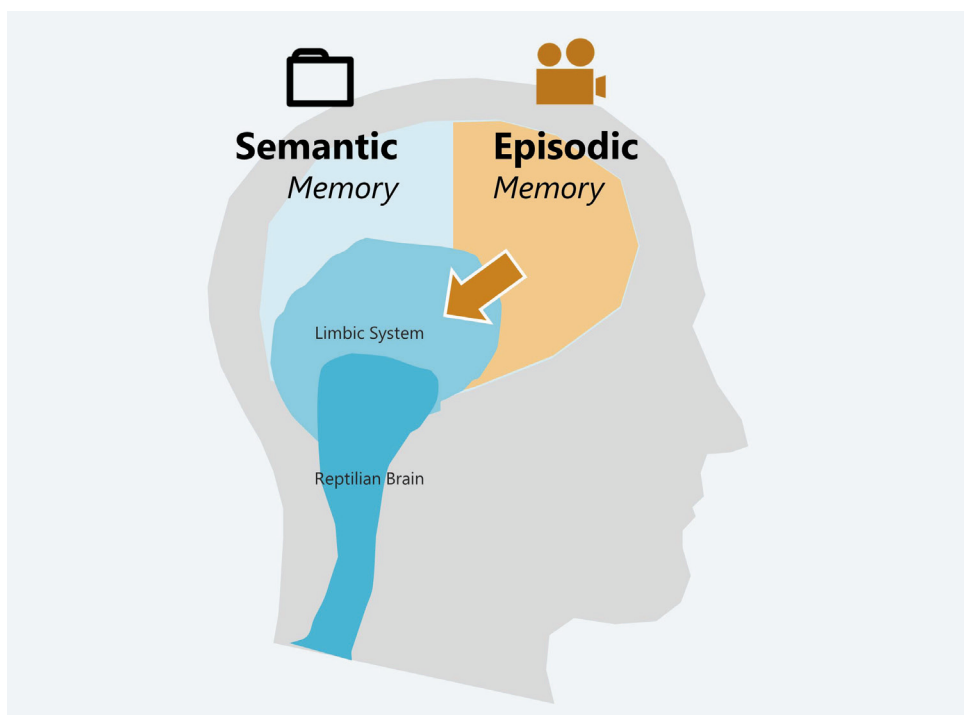 Semantic
Memory
Episodic
Memory
Limbic System
Reptilian Brain